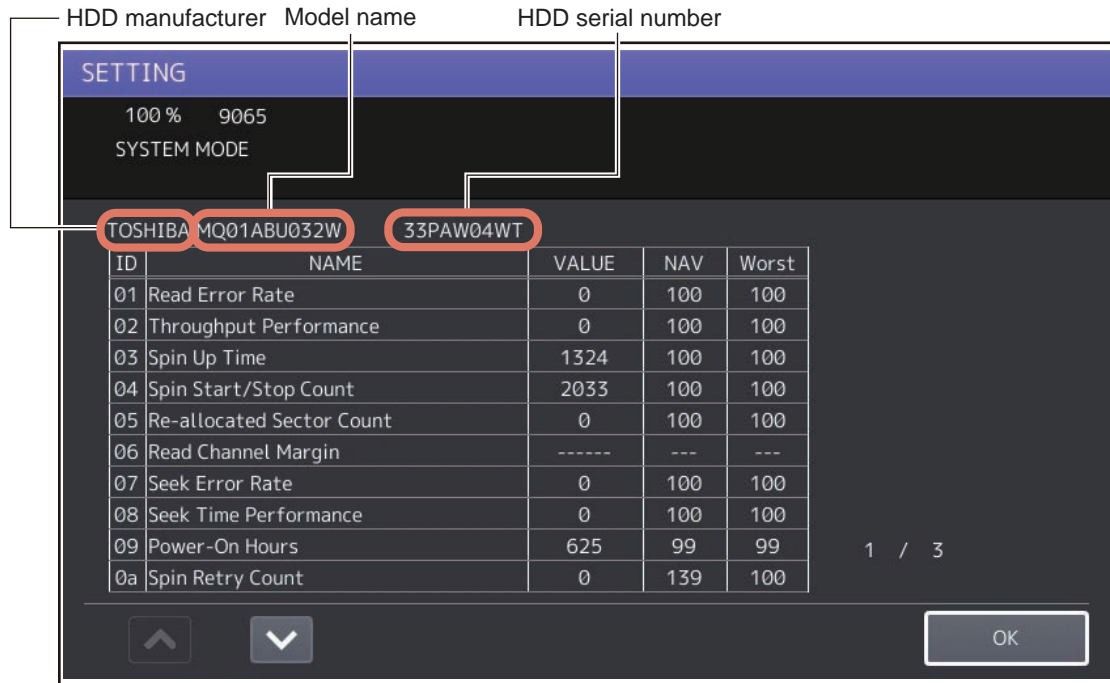 HDD manufacturer Model name HDD serial number
SETTING
100 % 9065
SYSTEM MODE
TOSHIBA MQ01ABU032W 33PAW04WT
ID NAME VALUE NAV Worst
01 Read Error Rate 0 100 100
02 Throughput Performance 0 100 100
03 Spin Up Time 1324 100 100
04 Spin Start/Stop Count 2033 100 100
05 Re-allocated Sector Count 0 100 100
06 Read Channel Margin ------ --- ---
07 Seek Error Rate 0 100 100
08 Seek Time Performance 0 100 100
09 Power-On Hours 625 99 99
0a Spin Retry Count 0 139 100
1 / 3
OK